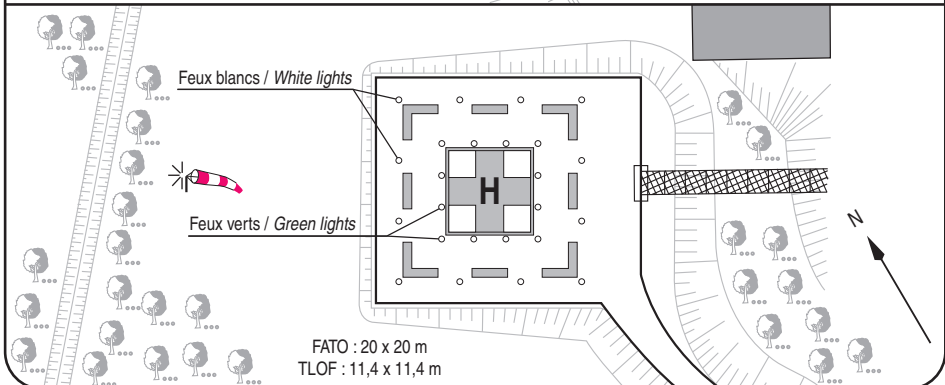 Feux blancs / White lights
H
Feux verts / Green lights
N
FATO : 20 x 20 m
TLOF : 11,4 x 11,4 m